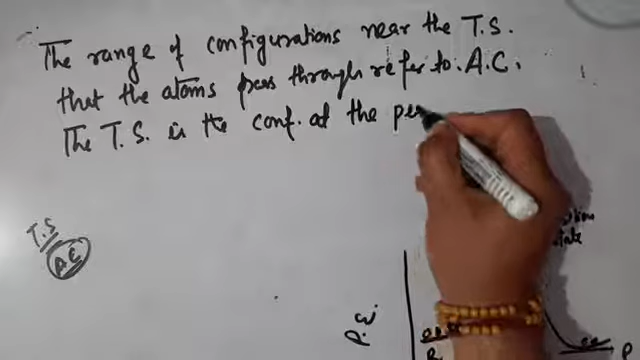 The range of configurations near the T.S.
that the atoms pass through refer to A.C.
The T.S. is the conf. at the pe
T.S
A.C
P.E
R
P